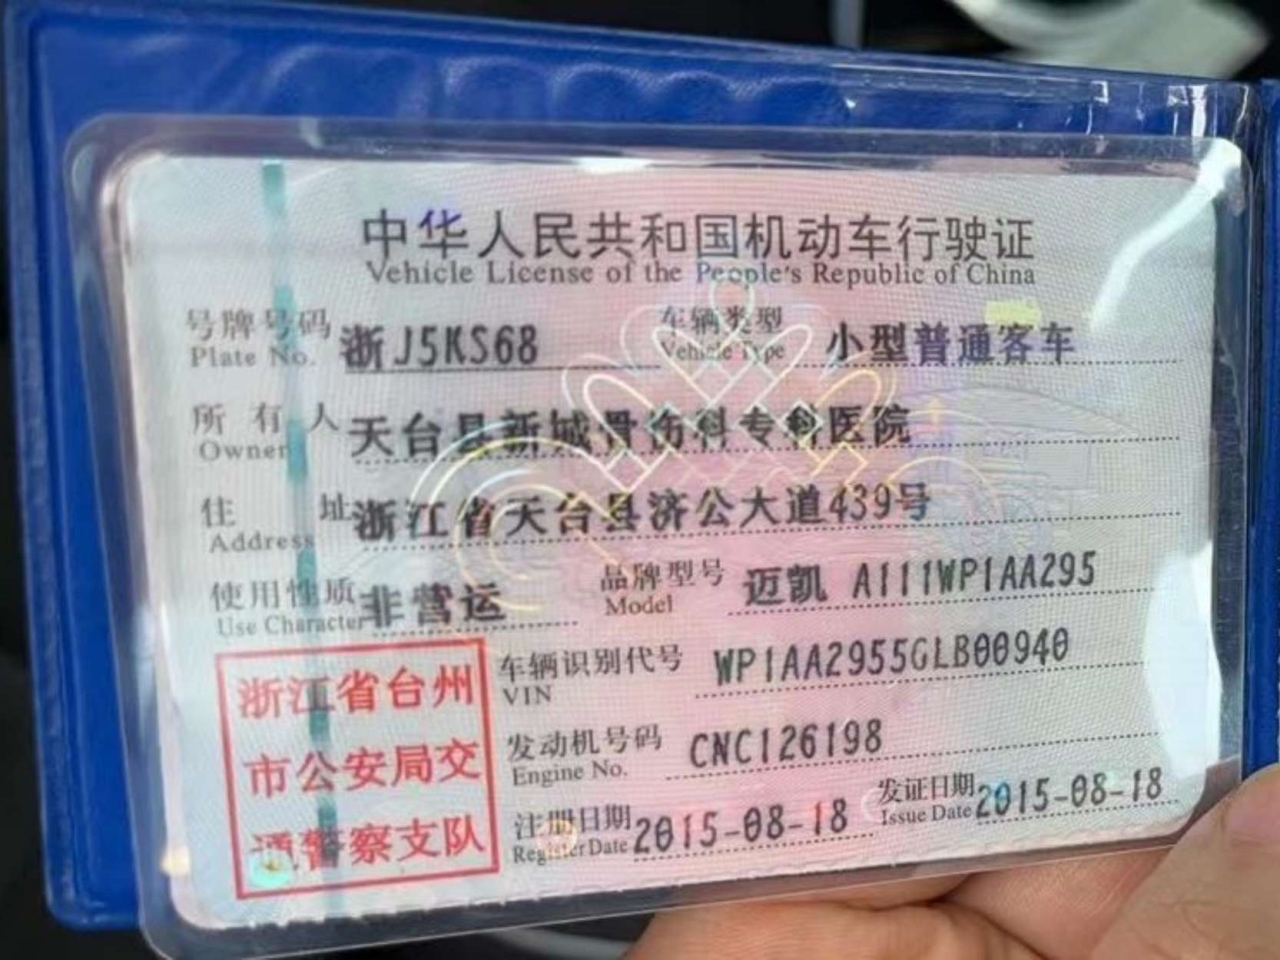 中华人民共和国机动车行驶证
Vehicle License of the People's Republic of China
号牌号码 浙J5KS68 车辆类型 小型普通客车
Plate No. Vehicle Type
所有人 天台县新城骨伤科专科医院
Owner
住址 浙江省天台县济公大道439号
Address
使用性质 非营运 品牌型号 迈凯 A111WP1AA295
Use Character Model
车辆识别代号 WP1AA2955GLB00940
VIN
发动机号码 CNC126198
Engine No.
注册日期 2015-08-18 发证日期 2015-08-18
Register Date Issue Date
浙江省台州
市公安局交
通警察支队